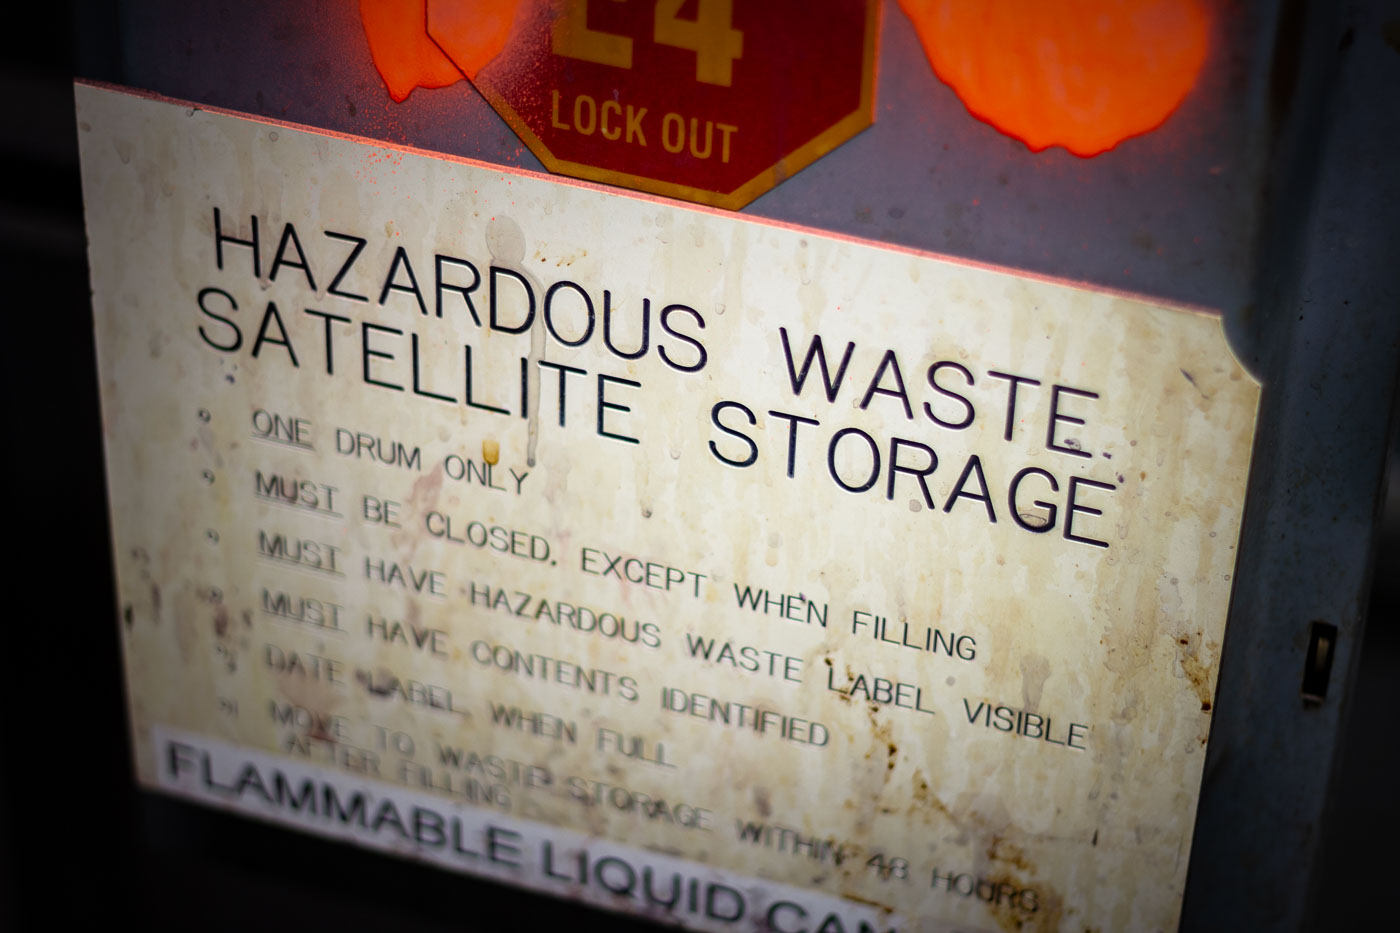 LOCK OUT
HAZARDOUS WASTE
SATELLITE STORAGE
ONE DRUM ONLY
MUST BE CLOSED, EXCEPT WHEN FILLING
MUST HAVE HAZARDOUS WASTE LABEL VISIBLE
MUST HAVE CONTENTS IDENTIFIED
DATE LABEL WHEN FULL
MOVE TO WASTE STORAGE WITHIN 48 HOURS
AFTER FILLING
FLAMMABLE LIQUID